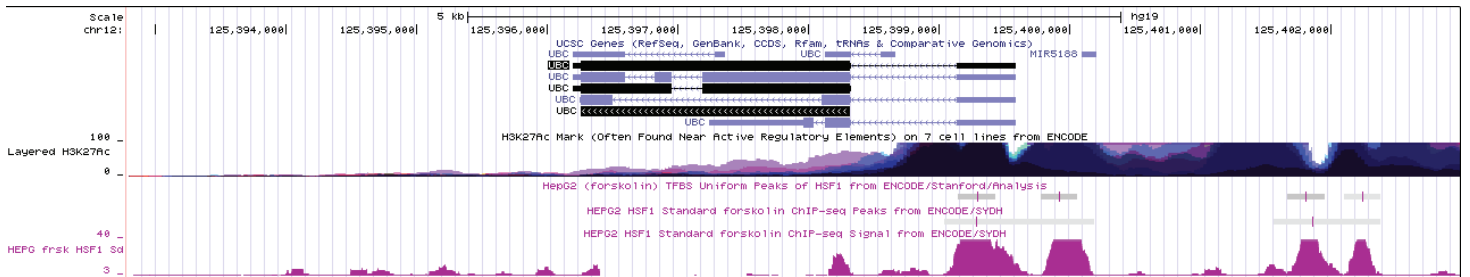 Scale 5 kb hg19
chr12: 125,394,000 125,395,000 125,396,000 125,397,000 125,398,000 125,399,000 125,400,000 125,401,000 125,402,000
UCSC Genes (RefSeq, GenBank, CCDS, Rfam, tRNAs & Comparative Genomics)
UBC UBC MIR5188
UBC
UBC
UBC
UBC
UBC
UBC
H3K27Ac Mark (Often Found Near Active Regulatory Elements) on 7 cell lines from ENCODE
100 _
Layered H3K27Ac
0 _
HepG2 (forskolin) TFBS Uniform Peaks of HSF1 from ENCODE/Stanford/Analysis
HEPG2 HSF1 Standard forskolin ChIP-seq Peaks from ENCODE/SYDH
HEPG2 HSF1 Standard forskolin ChIP-seq Signal from ENCODE/SYDH
40 _
HEPG frsk HSF1 Sd
3 _